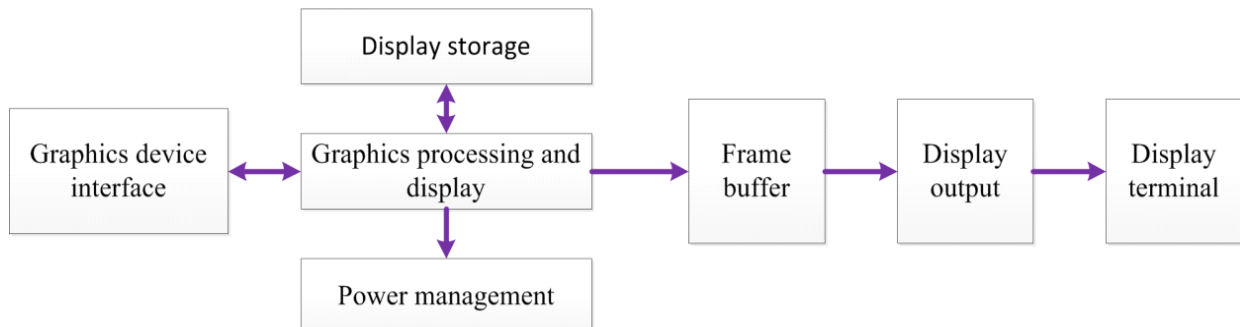 Display storage
Graphics device
interface
Graphics processing and
display
Frame
buffer
Display
output
Display
terminal
Power management